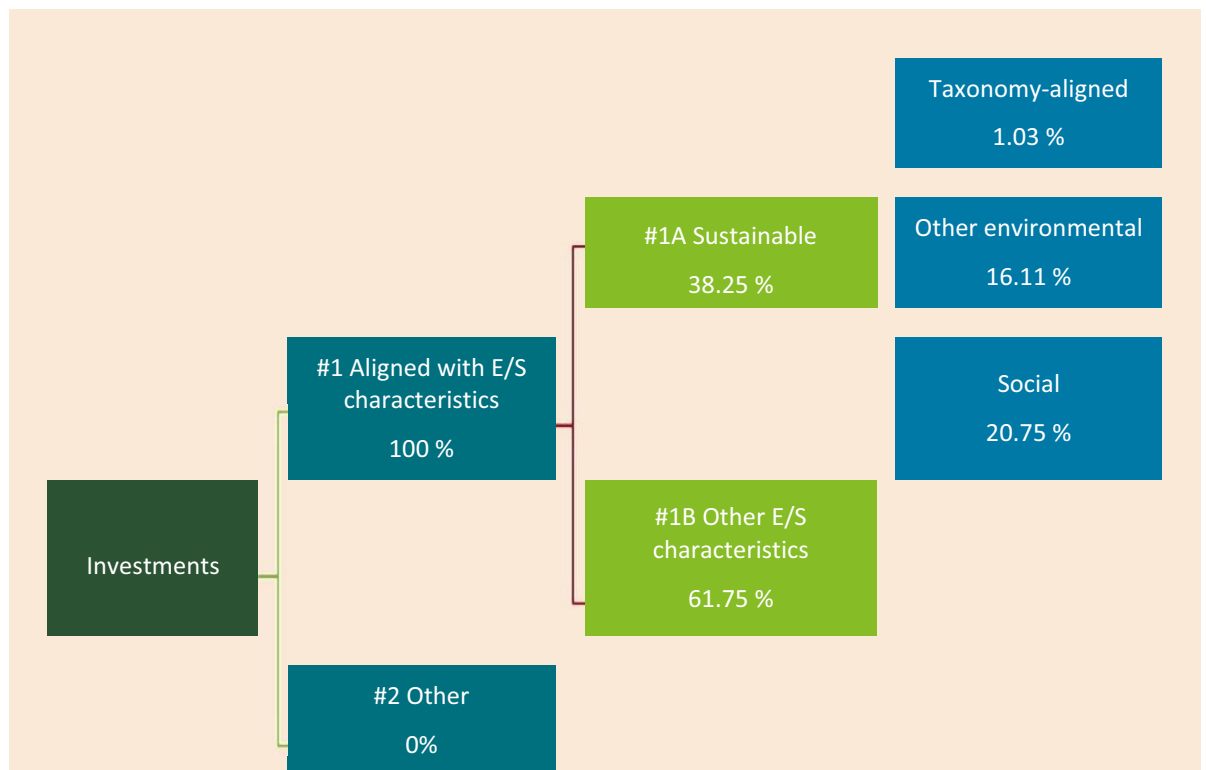 Taxonomy-aligned
1.03 %
#1A Sustainable
38.25 %
Other environmental
16.11 %
#1 Aligned with E/S
characteristics
100 %
Social
20.75 %
Investments
#1B Other E/S
characteristics
61.75 %
#2 Other
0%